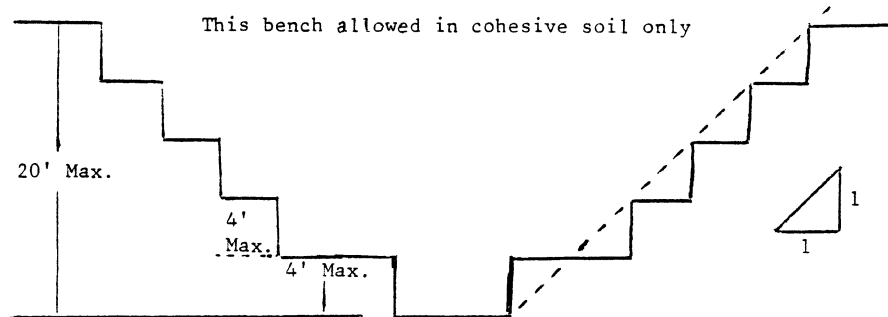 This bench allowed in cohesive soil only
20' Max.
4'
Max.
4' Max.
1
1